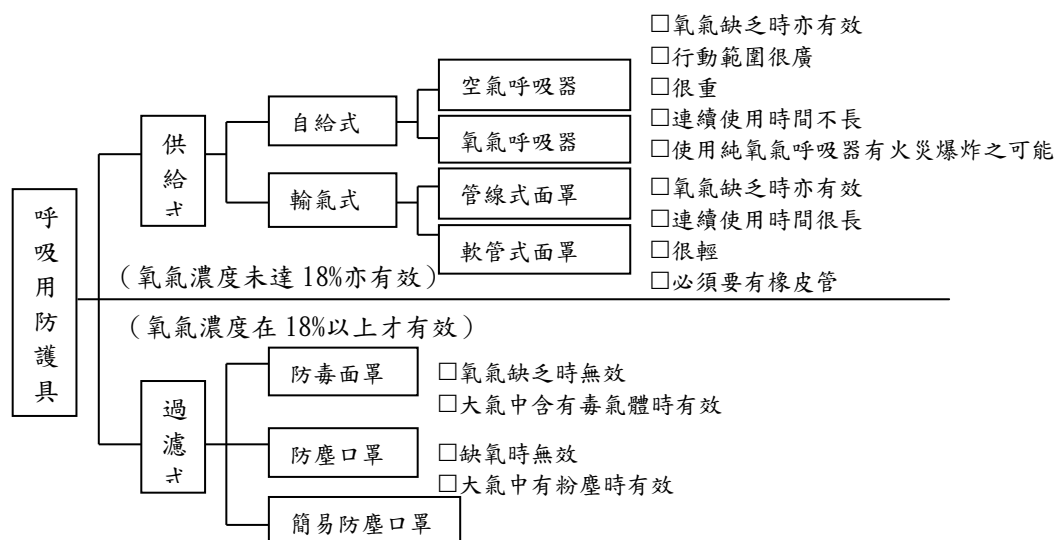 □氧氣缺乏時亦有效
□行動範圍很廣
□很重
□連續使用時間不長
□使用純氧氣呼吸器有火災爆炸之可能
空氣呼吸器
自給式
氧氣呼吸器
供給式
輸氣式
管線式面罩
軟管式面罩
□氧氣缺乏時亦有效
□連續使用時間很長
□很輕
□必須要有橡皮管
呼吸用防護具
（氧氣濃度未達 18%亦有效）
（氧氣濃度在 18%以上才有效）
過濾式
防毒面罩
□氧氣缺乏時無效
□大氣中含有毒氣體時有效
防塵口罩
□缺氧時無效
□大氣中有粉塵時有效
簡易防塵口罩